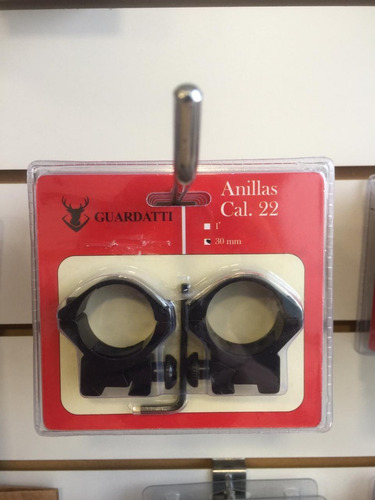 GUARDATTI
Anillas
Cal. 22
1"
30 mm